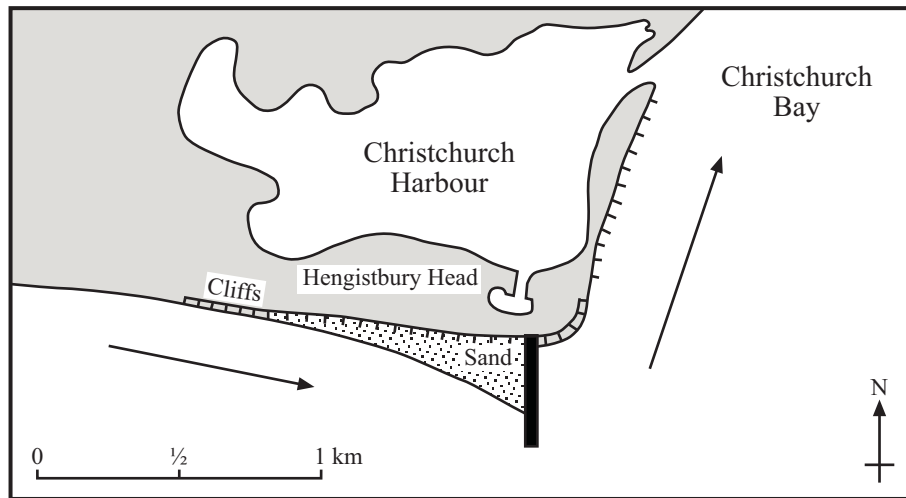 Christchurch
Bay
Christchurch
Harbour
Hengistbury Head
Cliffs
Sand
N
0 ½ 1 km